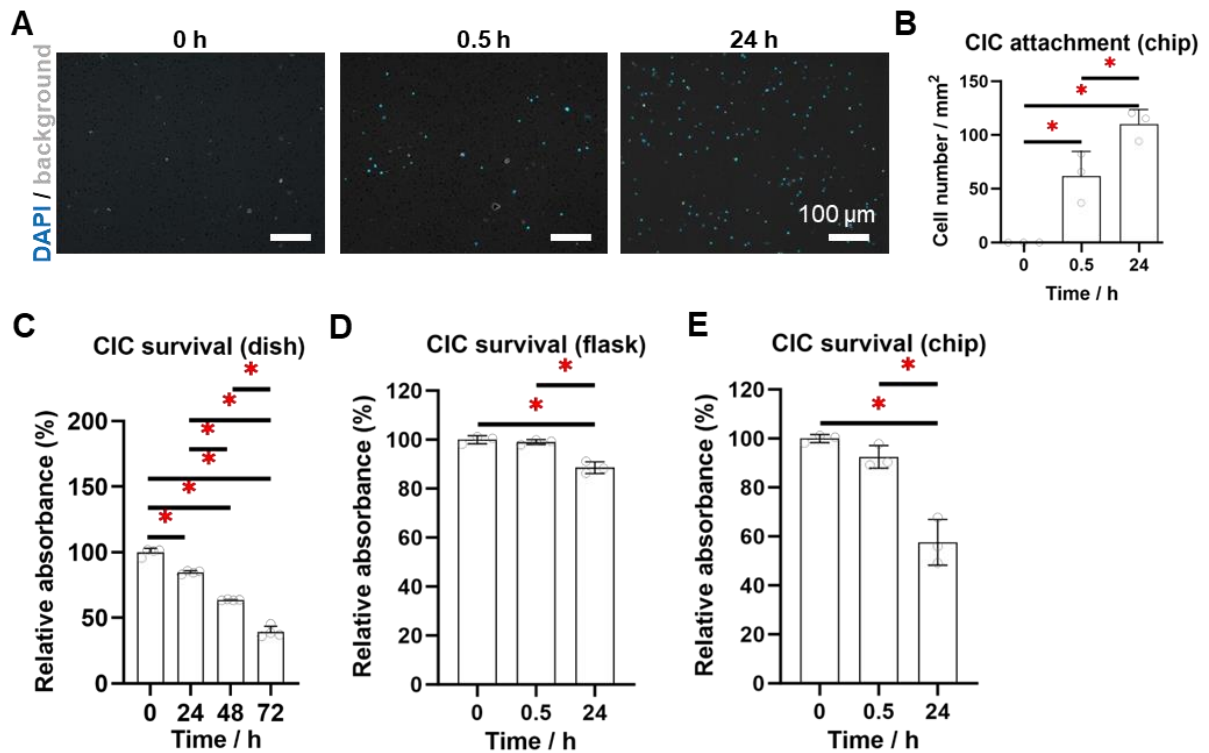 A
0 h
0.5 h
24 h
DAPI / background
100 µm
B
CIC attachment (chip)
Cell number / mm²
150
100
50
0
*
*
*
0
0.5
24
Time / h
C
CIC survival (dish)
Relative absorbance (%)
200
150
100
50
0
*
*
*
*
*
*
0
24
48
72
Time / h
D
CIC survival (flask)
Relative absorbance (%)
120
100
80
60
40
20
0
*
*
0
0.5
24
Time / h
E
CIC survival (chip)
Relative absorbance (%)
120
100
80
60
40
20
0
*
*
0
0.5
24
Time / h